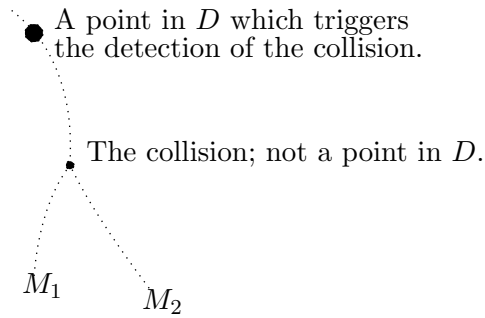 A point in D which triggers
the detection of the collision.
The collision; not a point in D.
M₁
M₂